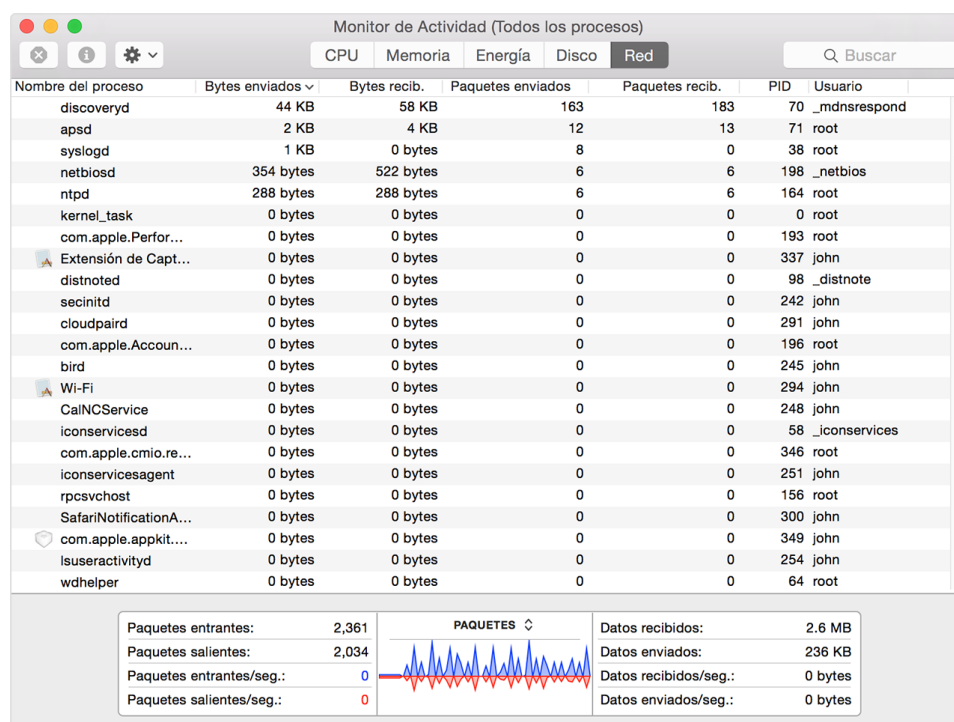 Monitor de Actividad (Todos los procesos)
CPU Memoria Energía Disco Red Buscar
Nombre del proceso Bytes enviados Bytes recib. Paquetes enviados Paquetes recib. PID Usuario
discoveryd 44 KB 58 KB 163 183 70 _mdnsrespond
apsd 2 KB 4 KB 12 13 71 root
syslogd 1 KB 0 bytes 8 0 38 root
netbiosd 354 bytes 522 bytes 6 6 198 _netbios
ntpd 288 bytes 288 bytes 6 6 164 root
kernel_task 0 bytes 0 bytes 0 0 0 root
com.apple.Perfor... 0 bytes 0 bytes 0 0 193 root
Extensión de Capt... 0 bytes 0 bytes 0 0 337 john
distnoted 0 bytes 0 bytes 0 0 98 _distnote
secinitd 0 bytes 0 bytes 0 0 242 john
cloudpaird 0 bytes 0 bytes 0 0 291 john
com.apple.Accoun... 0 bytes 0 bytes 0 0 196 root
bird 0 bytes 0 bytes 0 0 245 john
Wi-Fi 0 bytes 0 bytes 0 0 294 john
CalNCService 0 bytes 0 bytes 0 0 248 john
iconservicesd 0 bytes 0 bytes 0 0 58 _iconservices
com.apple.cmio.re... 0 bytes 0 bytes 0 0 346 root
iconservicesagent 0 bytes 0 bytes 0 0 251 john
rpcsvchost 0 bytes 0 bytes 0 0 156 root
SafariNotificationA... 0 bytes 0 bytes 0 0 300 john
com.apple.appkit.... 0 bytes 0 bytes 0 0 349 john
lsuseractivityd 0 bytes 0 bytes 0 0 254 john
wdhelper 0 bytes 0 bytes 0 0 64 root
Paquetes entrantes: 2,361 PAQUETES Datos recibidos: 2.6 MB
Paquetes salientes: 2,034 Datos enviados: 236 KB
Paquetes entrantes/seg.: 0 Datos recibidos/seg.: 0 bytes
Paquetes salientes/seg.: 0 Datos enviados/seg.: 0 bytes